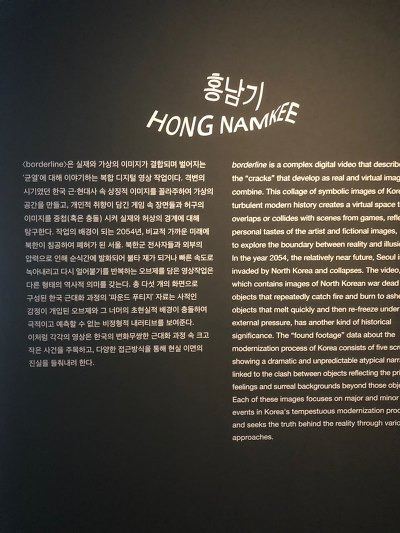 홍남기
HONG NAMKEE
<borderline>은 실재와 가상의 이미지가 결합되며 벌어지는
'균열'에 대해 이야기하는 복합 디지털 영상 작업이다. 격변의
시기였던 한국 근·현대사 속 상징적 이미지를 콜라주하여 가상의
공간을 만들고, 개인적 취향이 담긴 게임 속 장면들과 허구의
이미지를 중첩(혹은 충돌) 시켜 실재와 허상의 경계에 대해
탐구한다. 작업의 배경이 되는 2054년, 비교적 가까운 미래에
북한이 침공하여 폐허가 된 서울. 북한군 전사자들과 외부의
압력으로 인해 순식간에 발화되어 불타 재가 되거나 빠른 속도로
녹아내리고 다시 얼어붙기를 반복하는 오브제를 담은 영상작업은
다른 형태의 역사적 의미를 갖는다. 총 다섯 개의 화면으로
구성된 한국 근대화 과정의 '파운드 푸티지' 자료는 사적인
감정이 개입된 오브제와 그 너머의 초현실적 배경이 충돌하여
극적이고 예측할 수 없는 비정형적 내러티브를 보여준다.
이처럼 각각의 영상은 한국의 변화무쌍한 근대화 과정 속 크고
작은 사건을 주목하고, 다양한 접근방식을 통해 현실 이면의
진실을 들춰내려 한다.
borderline is a complex digital video that describe
the "cracks" that develop as real and virtual imag
combine. This collage of symbolic images of Kor
turbulent modern history creates a virtual space t
overlaps or collides with scenes from games, refle
personal tastes of the artist and fictional images,
to explore the boundary between reality and illusi
In the year 2054, the relatively near future, Seoul is
invaded by North Korea and collapses. The video,
which contains images of North Korean war dead
objects that repeatedly catch fire and burn to ashe
objects that melt quickly and then re-freeze under
external pressure, has another kind of historical
significance. The "found footage" data about the
modernization process of Korea consists of five scr
showing a dramatic and unpredictable atypical narra
linked to the clash between objects reflecting the pri
feelings and surreal backgrounds beyond those obje
Each of these images focuses on major and minor
events in Korea's tempestuous modernization proc
and seeks the truth behind the reality through vario
approaches.